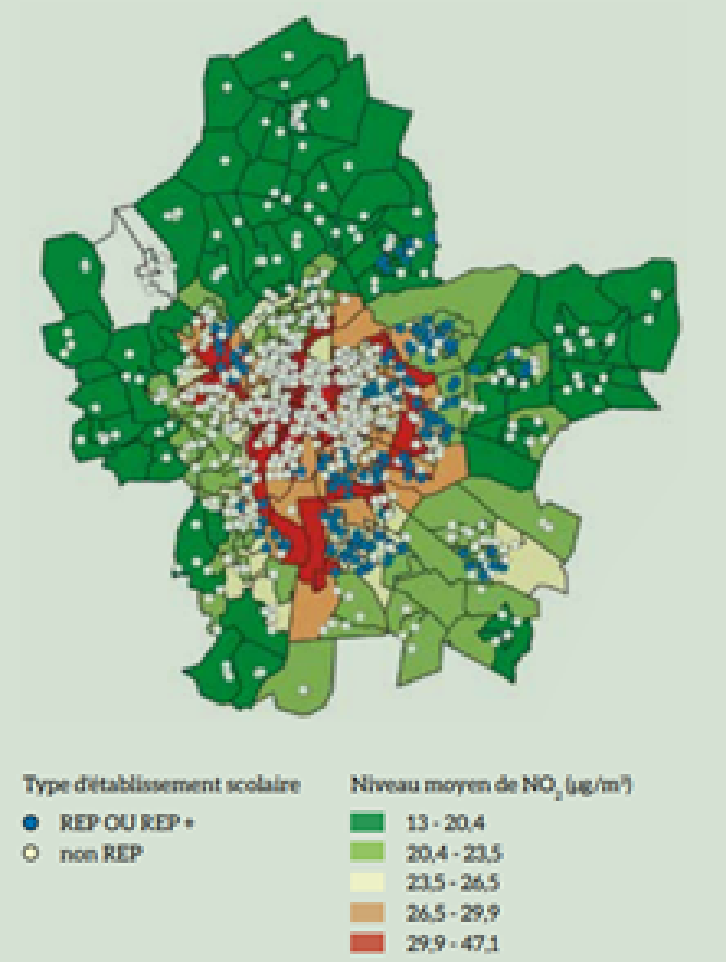 Type d'établissement scolaire
REP OU REP +
non REP
Niveau moyen de NO₂ (µg/m³)
13 - 20,4
20,4 - 23,5
23,5 - 26,5
26,5 - 29,9
29,9 - 47,1